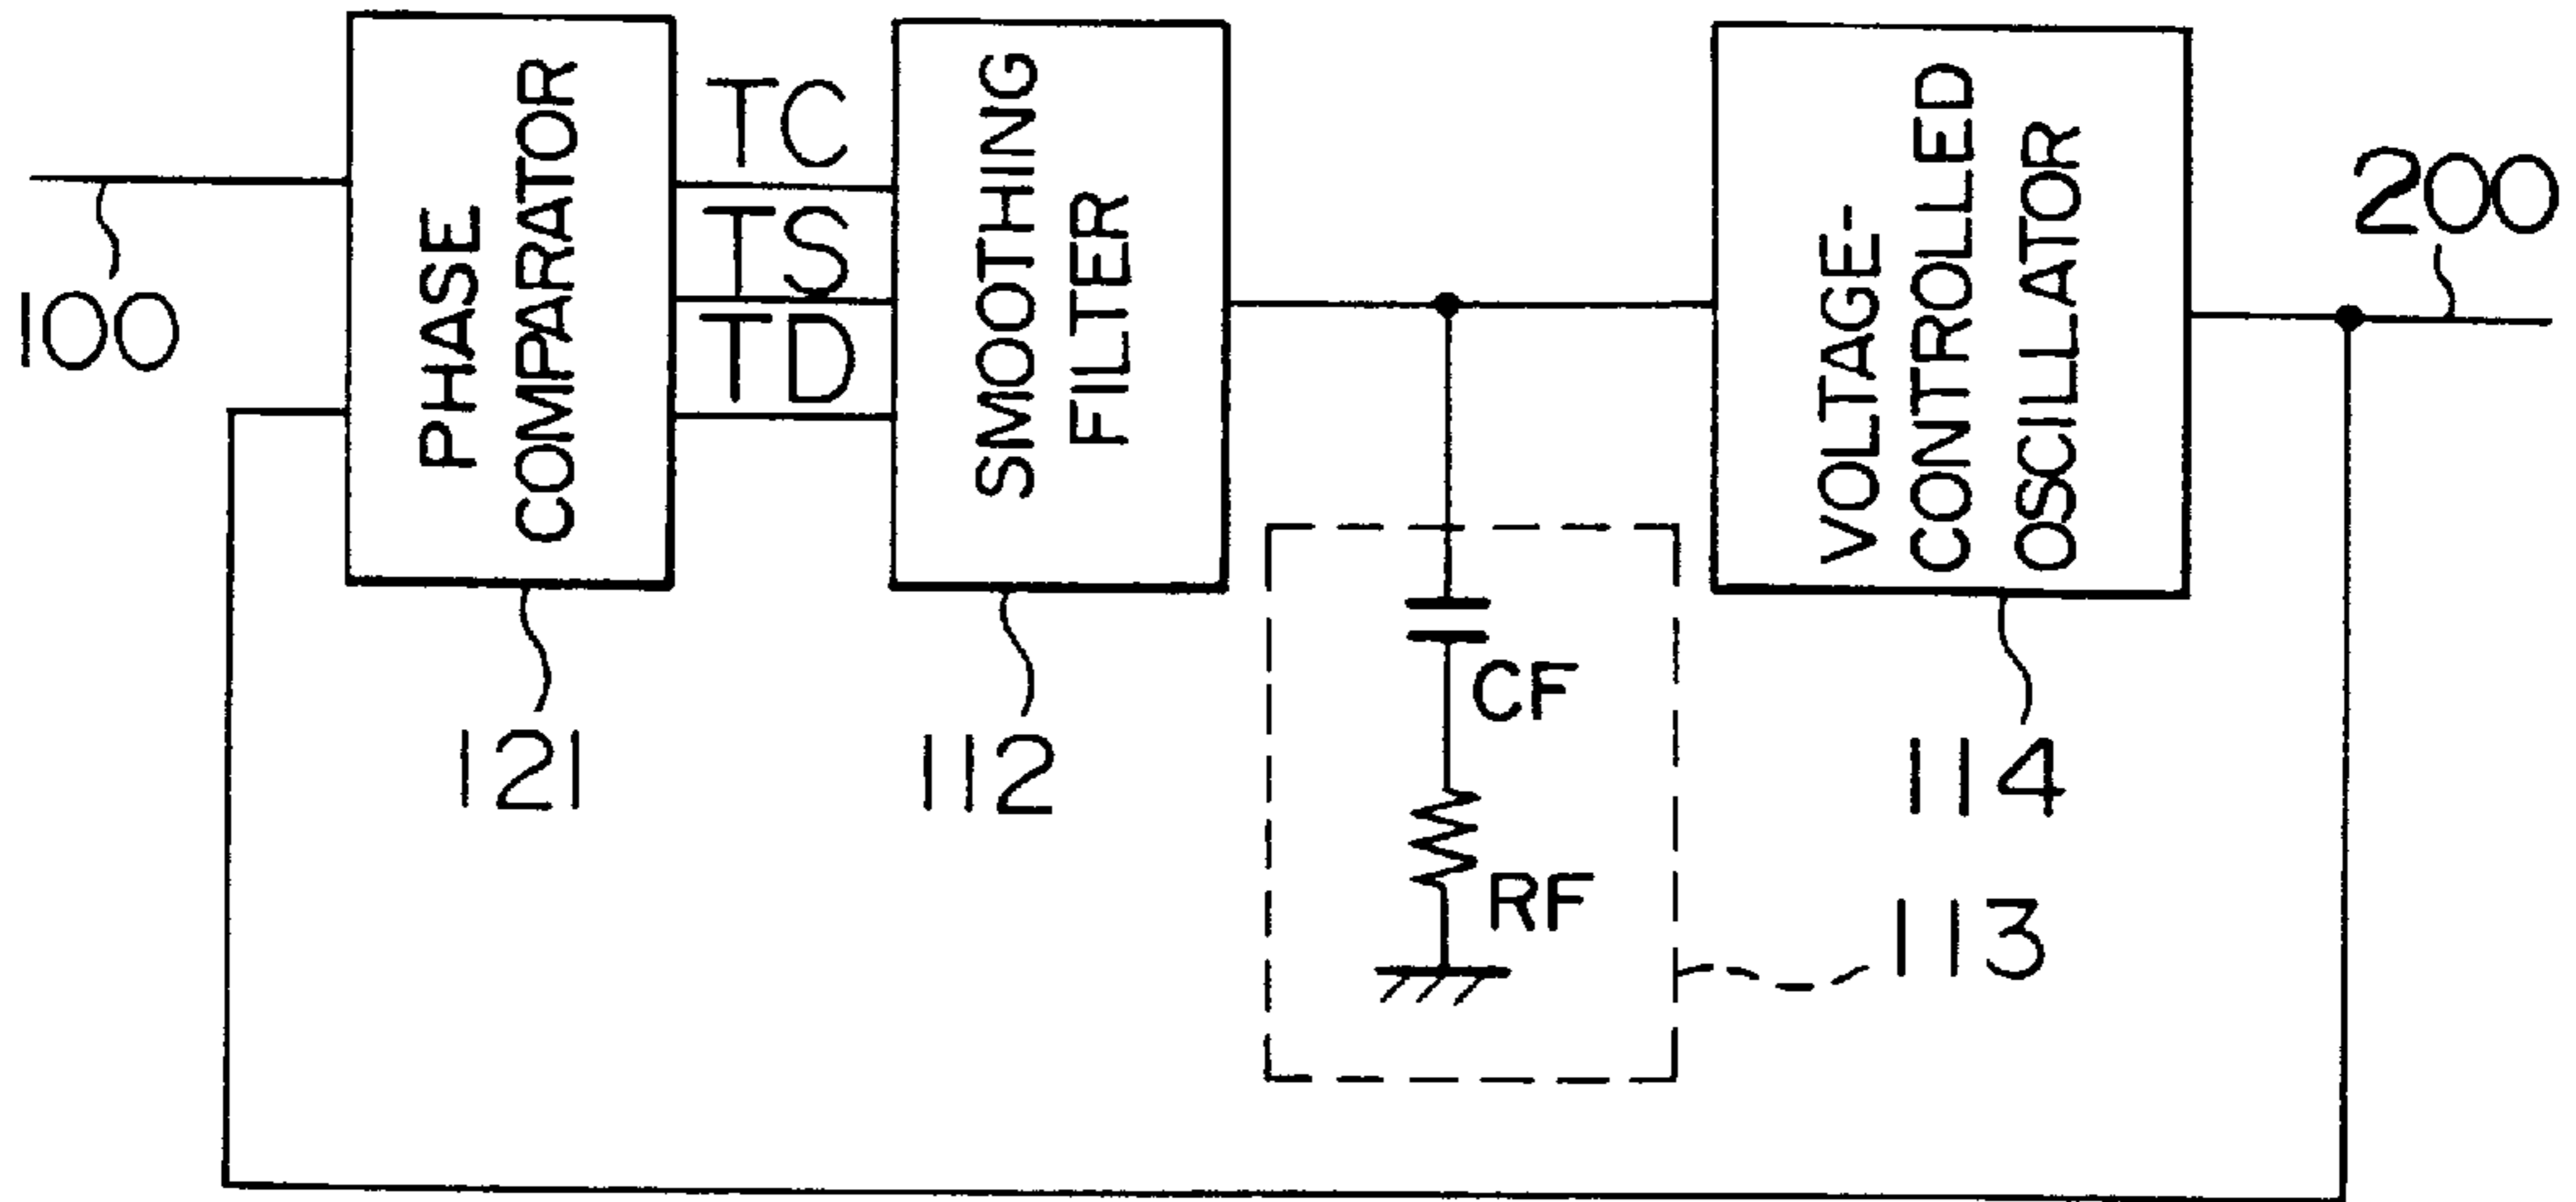 PHASE
COMPARATOR
TC
TS
TD
SMOOTHING
FILTER
VOLTAGE-
CONTROLLED
OSCILLATOR
200
100
CF
RF
121
112
114
113